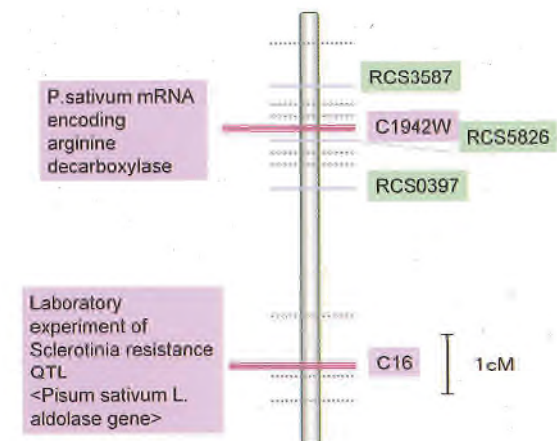 RCS3587
P.sativum mRNA
encoding
arginine
decarboxylase
C1942W
RCS5826
RCS0397
Laboratory
experiment of
Sclerotinia resistance
QTL
<Pisum sativum L.
aldolase gene>
C16
1cM